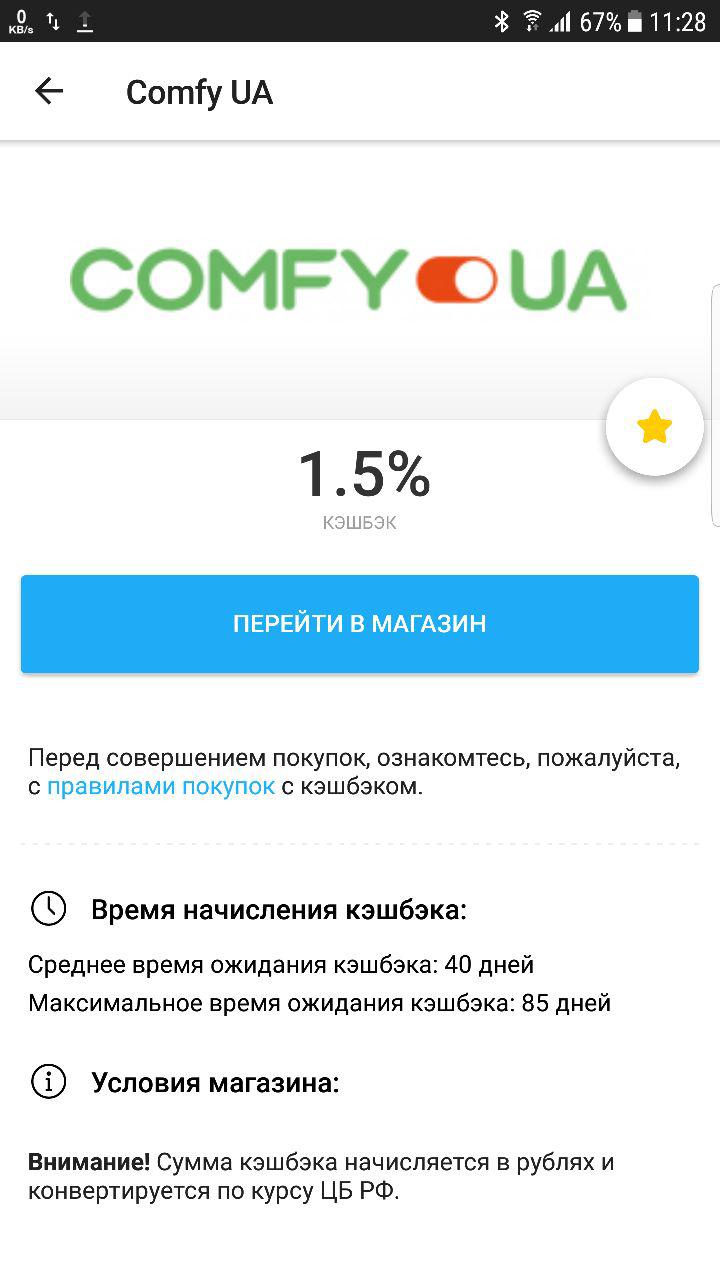 0
KB/s
67% 11:28
Comfy UA
COMFY UA
1.5%
КЭШБЭК
ПЕРЕЙТИ В МАГАЗИН
Перед совершением покупок, ознакомтесь, пожалуйста,
с правилами покупок с кэшбэком.
Время начисления кэшбэка:
Среднее время ожидания кэшбэка: 40 дней
Максимальное время ожидания кэшбэка: 85 дней
Условия магазина:
Внимание! Сумма кэшбэка начисляется в рублях и
конвертируется по курсу ЦБ РФ.